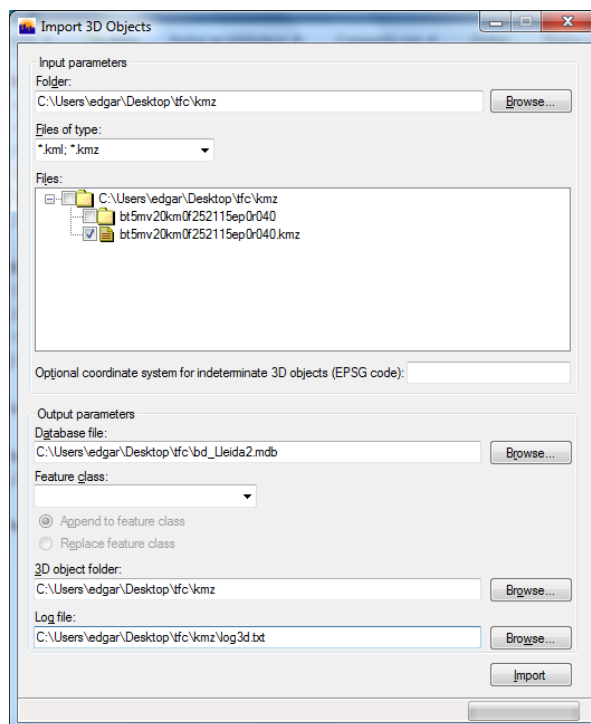 Import 3D Objects
Input parameters
Folder:
C:\Users\edgar\Desktop\tfc\kmz
Browse...
Files of type:
*.kml; *.kmz
Files:
C:\Users\edgar\Desktop\tfc\kmz
bt5mv20km0f252115ep0r040
bt5mv20km0f252115ep0r040.kmz
Optional coordinate system for indeterminate 3D objects (EPSG code):
Output parameters
Database file:
C:\Users\edgar\Desktop\tfc\bd_Lleida2.mdb
Browse...
Feature class:
Append to feature class
Replace feature class
3D object folder:
C:\Users\edgar\Desktop\tfc\kmz
Browse...
Log file:
C:\Users\edgar\Desktop\tfc\kmz\log3d.txt
Browse...
Import